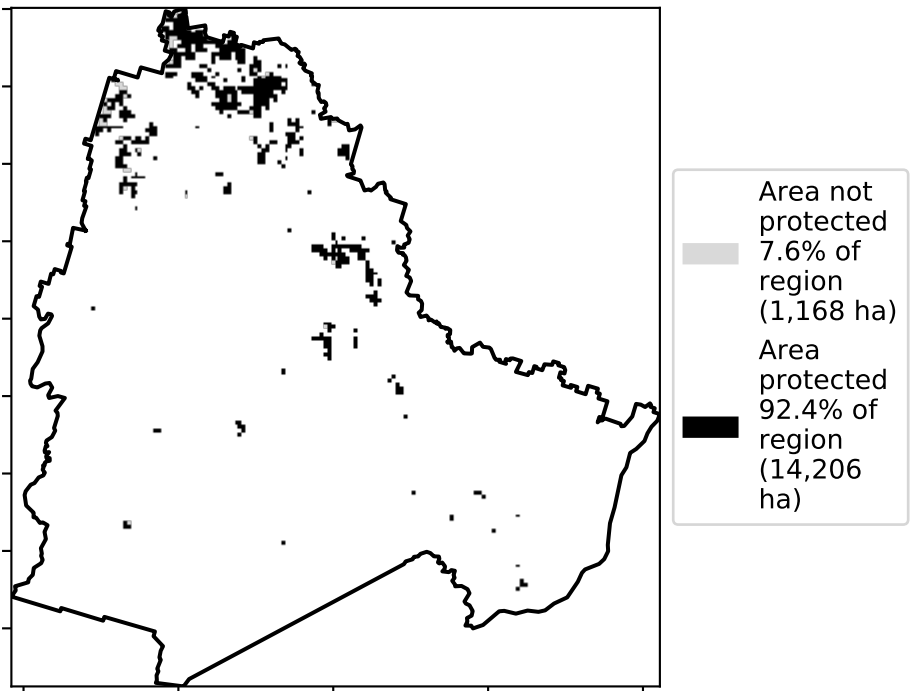 Area not
protected
7.6% of
region
(1,168 ha)
Area
protected
92.4% of
region
(14,206
ha)